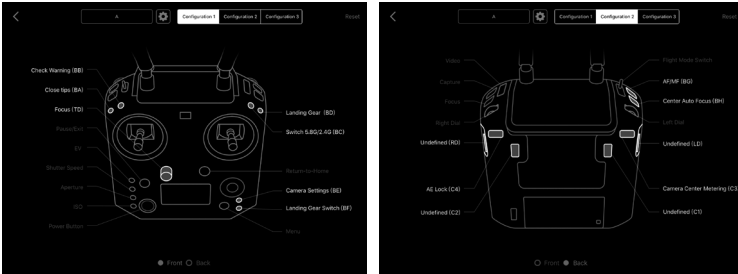 A
Configuration 1
Configuration 2
Configuration 3
Reset
Check Warning (BB)
Close tips (BA)
Focus (TD)
Pause/Exit
EV
Shutter Speed
Aperture
ISO
Power Button
Landing Gear (BD)
Switch 5.8G/2.4G (BC)
Return-to-Home
Camera Settings (BE)
Landing Gear Switch (BF)
Menu
Front
Back
A
Configuration 1
Configuration 2
Configuration 3
Reset
Video
Capture
Focus
Right Dial
Undefined (RD)
AE Lock (C4)
Undefined (C2)
Flight Mode Switch
AF/MF (BG)
Center Auto Focus (BH)
Left Dial
Undefined (LD)
Camera Center Metering (C3
Undefined (C1)
Front
Back